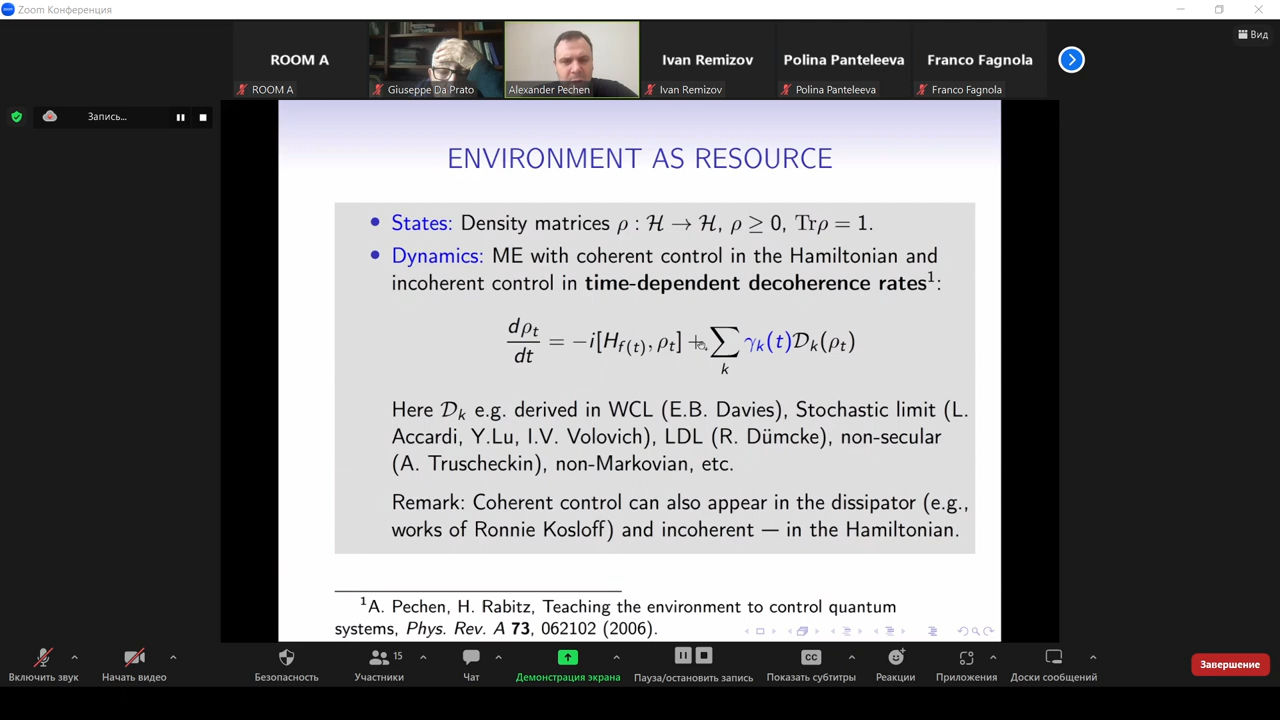 Zoom Конференция
Вид
ROOM A
Ivan Remizov
Polina Panteleeva
Franco Fagnola
ROOM A
Giuseppe Da Prato
Alexander Pechen
Ivan Remizov
Polina Panteleeva
Franco Fagnola
Запись...
ENVIRONMENT AS RESOURCE
States: Density matrices ρ : ℋ → ℋ, ρ ≥ 0, Trρ = 1.
Dynamics: ME with coherent control in the Hamiltonian and
incoherent control in time-dependent decoherence rates¹:
dρ_t/dt = −i[H_{f(t)}, ρ_t] + ∑_k γ_k(t)𝒟_k(ρ_t)
Here 𝒟_k e.g. derived in WCL (E.B. Davies), Stochastic limit (L.
Accardi, Y.Lu, I.V. Volovich), LDL (R. Dümcke), non-secular
(A. Truscheckin), non-Markovian, etc.
Remark: Coherent control can also appear in the dissipator (e.g.,
works of Ronnie Kosloff) and incoherent — in the Hamiltonian.
¹A. Pechen, H. Rabitz, Teaching the environment to control quantum
systems, Phys. Rev. A 73, 062102 (2006).
Включить звук
Начать видео
Безопасность
Участники
15
Чат
Демонстрация экрана
Пауза/остановить запись
CC
Показать субтитры
Реакции
Приложения
Доски сообщений
Завершение